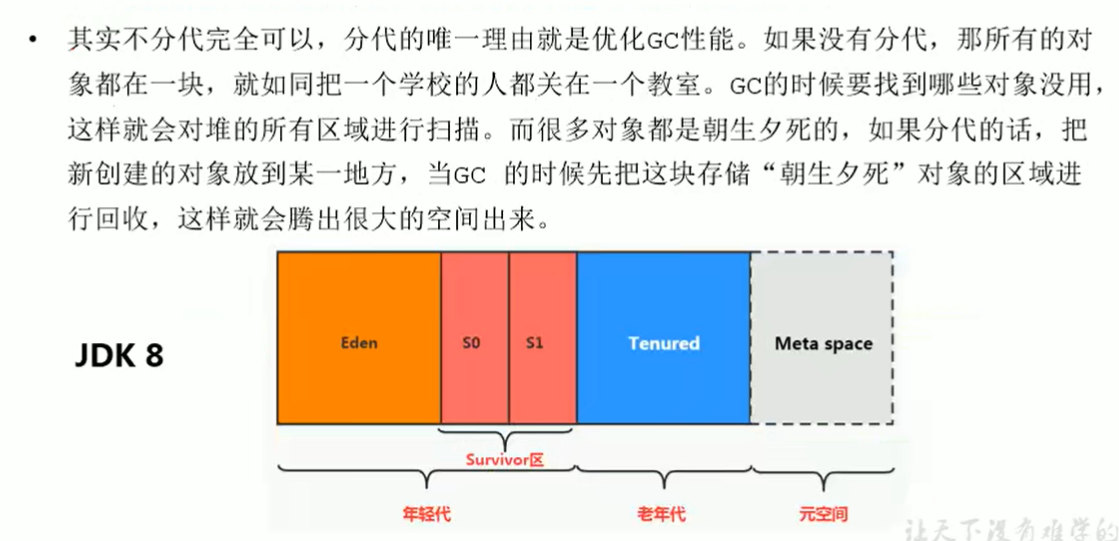 • 其实不分代完全可以，分代的唯一理由就是优化GC性能。如果没有分代，那所有的对
象都在一块，就如同把一个学校的人都关在一个教室。GC的时候要找到哪些对象没用，
这样就会对堆的所有区域进行扫描。而很多对象都是朝生夕死的，如果分代的话，把
新创建的对象放到某一地方，当GC 的时候先把这块存储“朝生夕死”对象的区域进
行回收，这样就会腾出很大的空间出来。
JDK 8
Eden
S0
S1
Tenured
Meta space
Survivor区
年轻代
老年代
元空间
让天下没有难学的